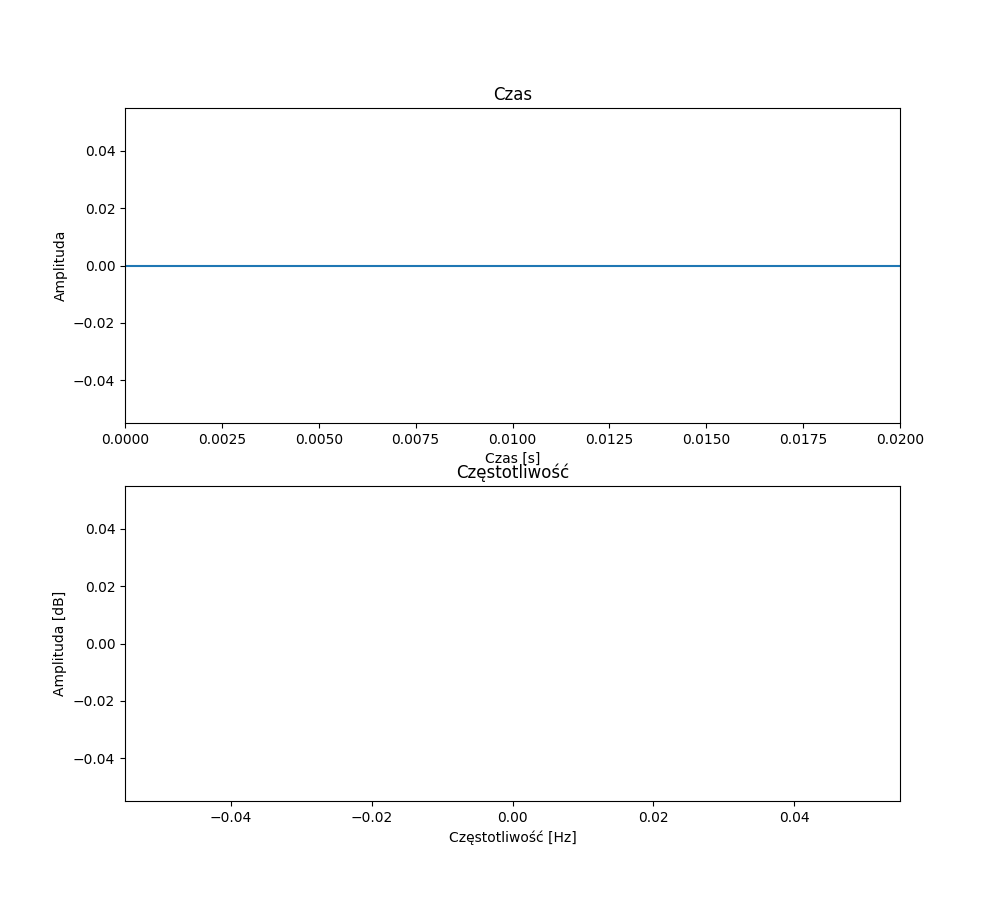 Czas
Amplituda
0.04
0.02
0.00
−0.02
−0.04
0.0000 0.0025 0.0050 0.0075 0.0100 0.0125 0.0150 0.0175 0.0200
Czas [s]
Częstotliwość
Amplituda [dB]
0.04
0.02
0.00
−0.02
−0.04
−0.04 −0.02 0.00 0.02 0.04
Częstotliwość [Hz]